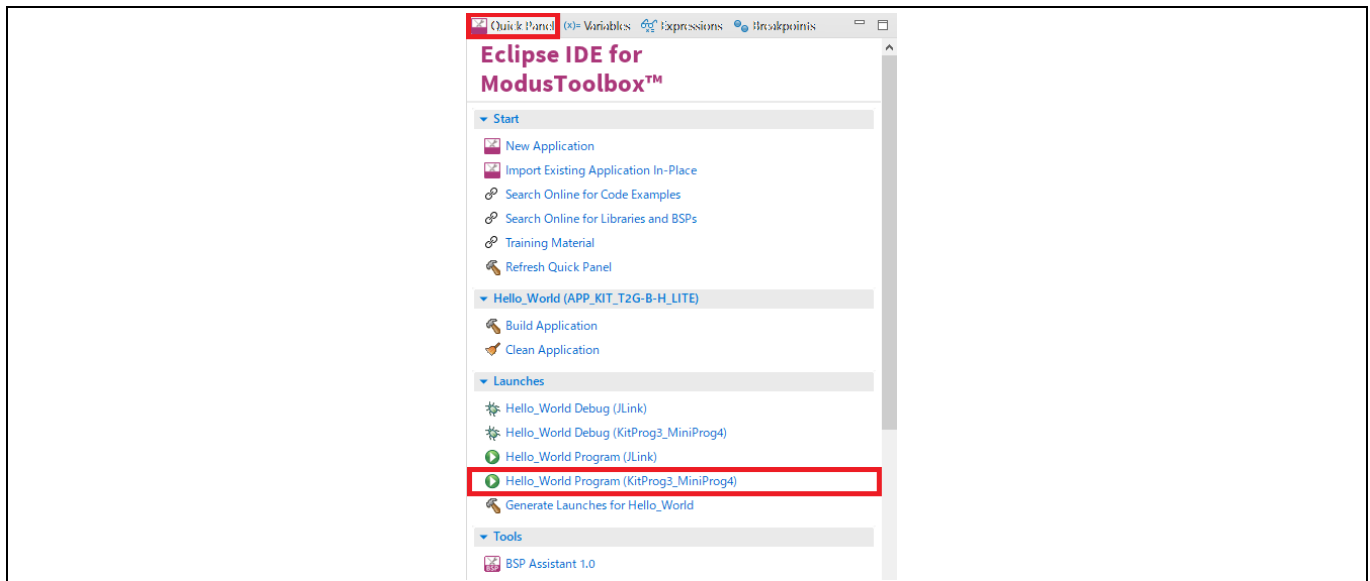 Quick Panel (x)= Variables Expressions Breakpoints
Eclipse IDE for
ModusToolbox™
Start
New Application
Import Existing Application In-Place
Search Online for Code Examples
Search Online for Libraries and BSPs
Training Material
Refresh Quick Panel
Hello_World (APP_KIT_T2G-B-H_LITE)
Build Application
Clean Application
Launches
Hello_World Debug (JLink)
Hello_World Debug (KitProg3_MiniProg4)
Hello_World Program (JLink)
Hello_World Program (KitProg3_MiniProg4)
Generate Launches for Hello_World
Tools
BSP BSP Assistant 1.0